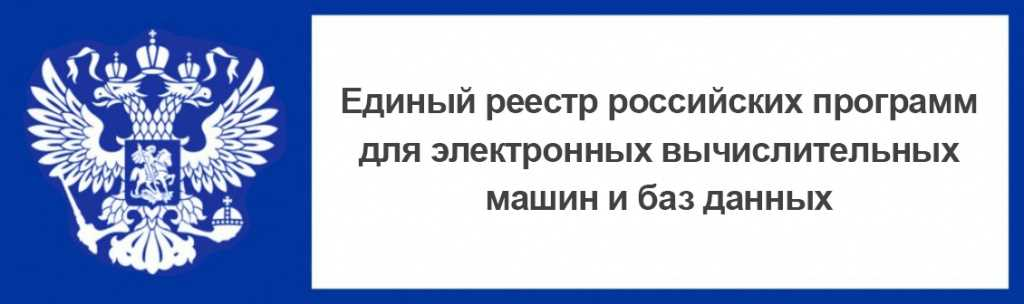 Единый реестр российских программ
для электронных вычислительных
машин и баз данных